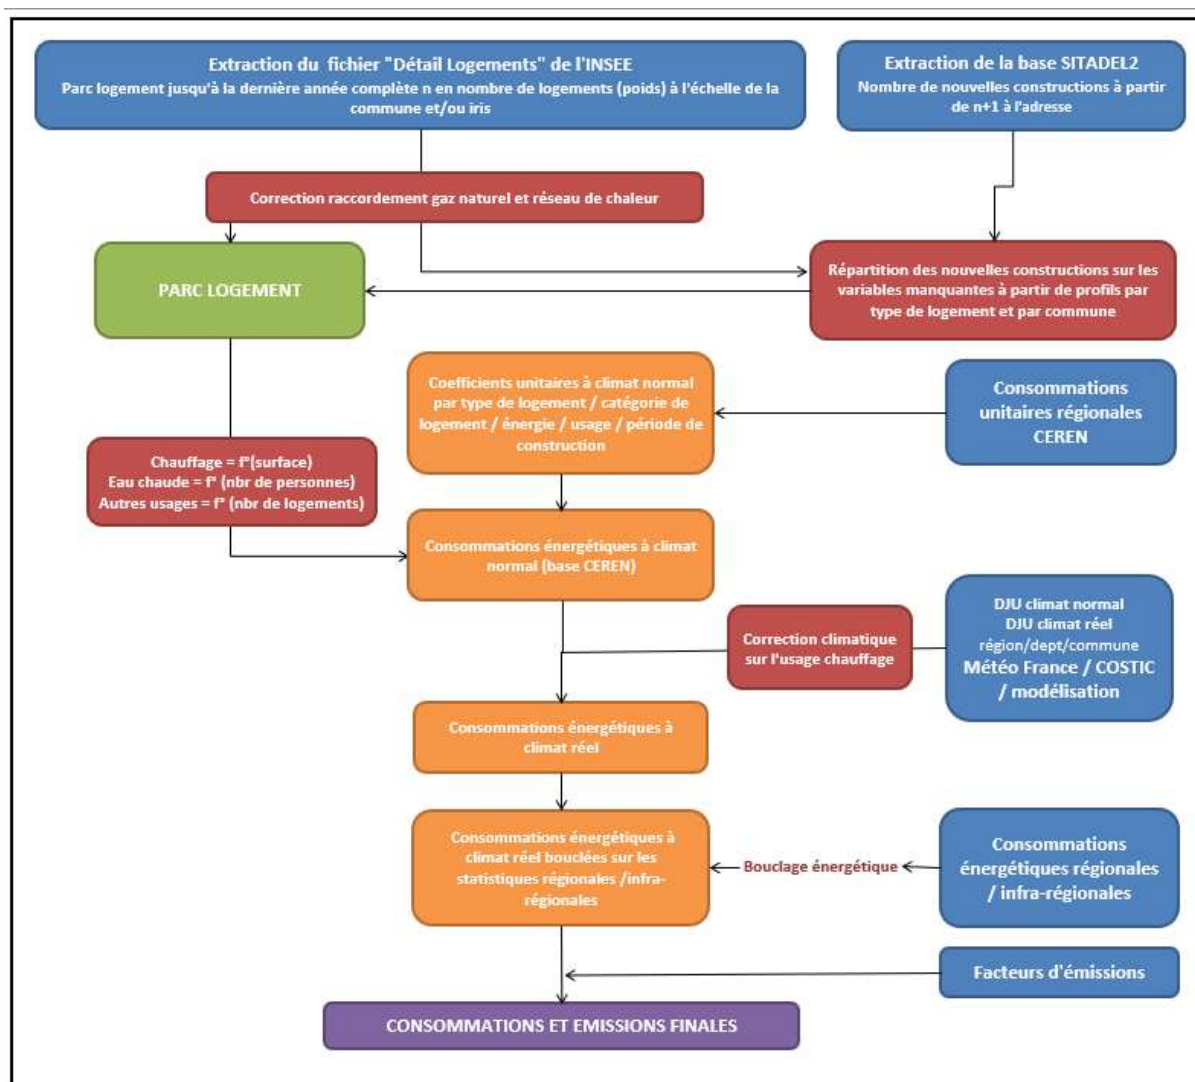 Extraction du fichier "Détail Logements" de l'INSEE
Parc logement jusqu'à la dernière année complète n en nombre de logements (poids) à l'échelle de la
commune et/ou iris
Extraction de la base SITADEL2
Nombre de nouvelles constructions à partir
de n+1 à l'adresse
Correction raccordement gaz naturel et réseau de chaleur
PARC LOGEMENT
Répartition des nouvelles constructions sur les
variables manquantes à partir de profils par
type de logement et par commune
Coefficients unitaires à climat normal
par type de logement / catégorie de
logement / énergie / usage / période de
construction
Consommations
unitaires régionales
CEREN
Chauffage = f°(surface)
Eau chaude = f° (nbr de personnes)
Autres usages = f° (nbr de logements)
Consommations énergétiques à climat
normal (base CEREN)
Correction climatique
sur l'usage chauffage
DJU climat normal
DJU climat réel
région/dept/commune
Météo France / COSTIC
/ modélisation
Consommations énergétiques à
climat réel
Consommations énergétiques à
climat réel bouclées sur les
statistiques régionales /infra-
régionales
Bouclage énergétique
Consommations
énergétiques régionales
/ infra-régionales
Facteurs d'émissions
CONSOMMATIONS ET EMISSIONS FINALES